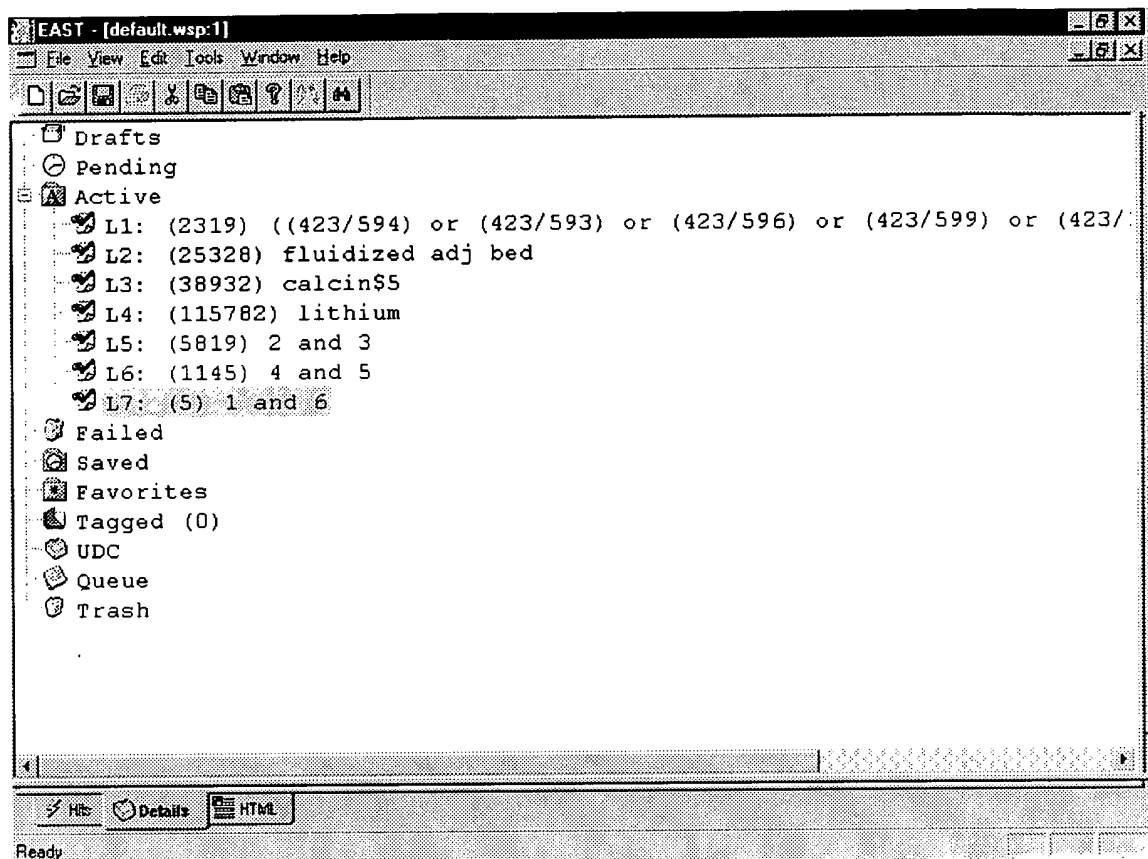 EAST - [default.wsp:1]
File View Edit Tools Window Help
Drafts
Pending
Active
L1: (2319) ((423/594) or (423/593) or (423/596) or (423/599) or (423/
L2: (25328) fluidized adj bed
L3: (38932) calcin$5
L4: (115782) lithium
L5: (5819) 2 and 3
L6: (1145) 4 and 5
L7: (5) 1 and 6
Failed
Saved
Favorites
Tagged (0)
UDC
Queue
Trash
Hits Details HTML
Ready